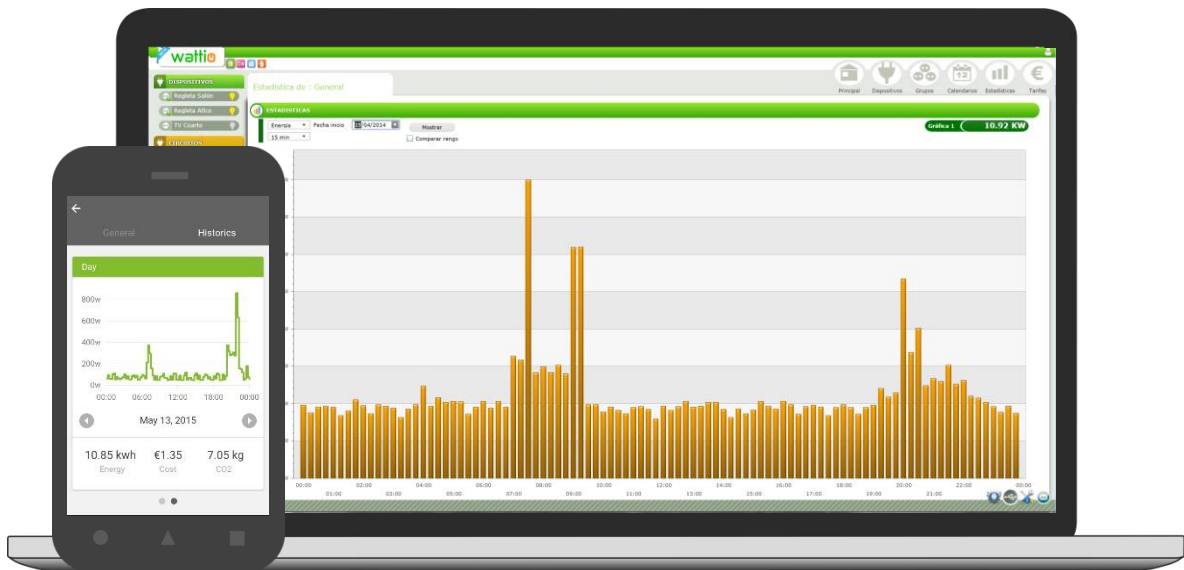 wattio
DISPOSITIVOS
Regleta Salón
Regleta Atico
TV Cuarto
CIRCUITOS
Estadística de : General
Principal Dispositivos Grupos Calendarios Estadísticas Tarifas
ESTADISTICAS
Energía Fecha inicio /04/2014 Mostrar
15 min Comparar rango
Gráfica 1 10.92 KW
00:00 02:00 04:00 06:00 08:00 10:00 12:00 14:00 16:00 18:00 20:00 22:00 00:00
01:00 03:00 05:00 07:00 09:00 11:00 13:00 15:00 17:00 19:00 21:00
General Historics
Day
800w
600w
400w
200w
0w
00:00 06:00 12:00 18:00 00:00
May 13, 2015
10.85 kwh €1.35 7.05 kg
Energy Cost CO2